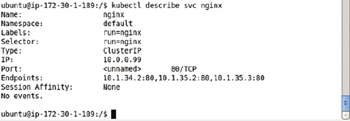 ubuntu@ip-172-30-1-189:/$ kubectl describe svc nginx
Name: nginx
Namespace: default
Labels: run=nginx
Selector: run=nginx
Type: ClusterIP
IP: 10.0.0.99
Port: <unnamed> 80/TCP
Endpoints: 10.1.34.2:80,10.1.35.2:80,10.1.35.3:80
Session Affinity: None
No events.
ubuntu@ip-172-30-1-189:/$